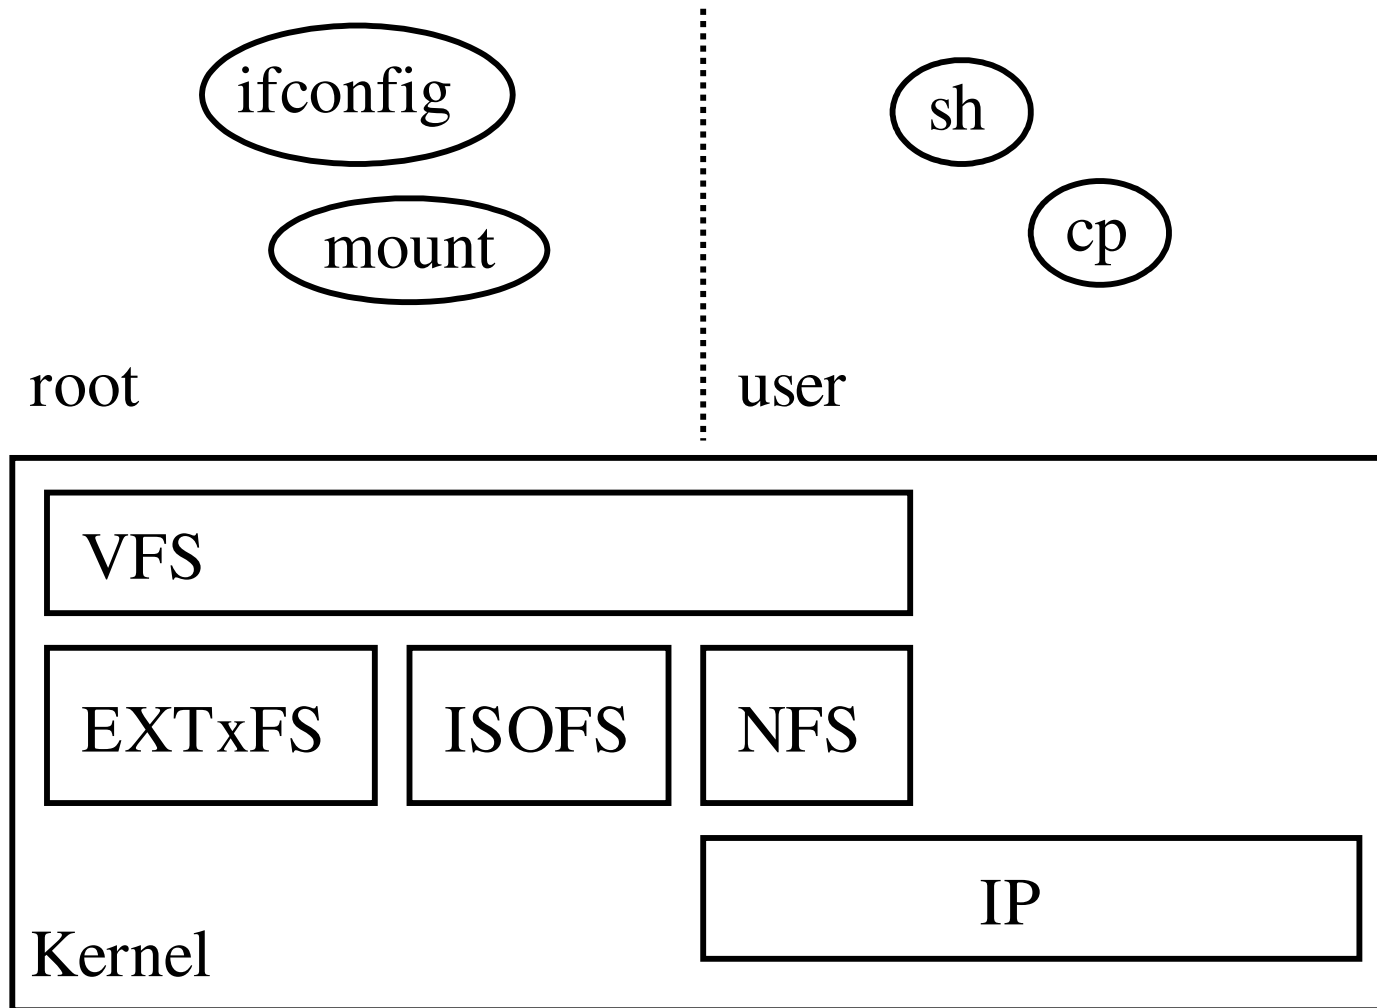 ifconfig
sh
mount
cp
root
user
VFS
EXTxFS
ISOFS
NFS
IP
Kernel